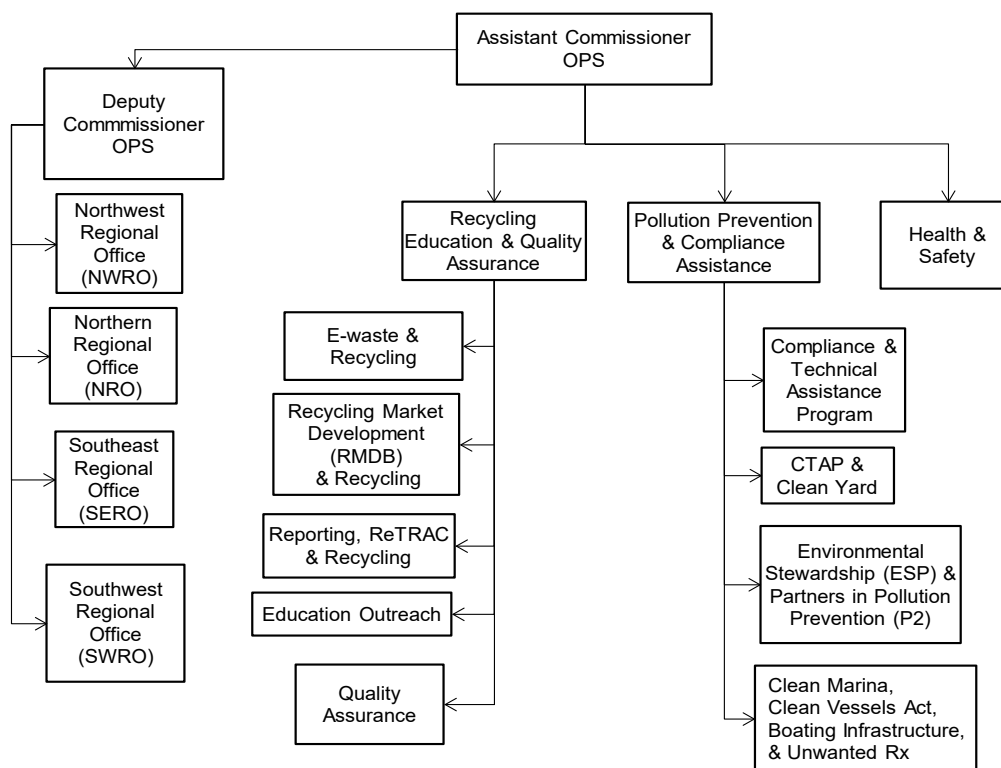 Assistant Commissioner
OPS
Deputy
Commmissioner
OPS
Northwest
Regional
Office
(NWRO)
Northern
Regional
Office
(NRO)
Southeast
Regional
Office
(SERO)
Southwest
Regional
Office
(SWRO)
Recycling
Education & Quality
Assurance
E-waste &
Recycling
Recycling Market
Development
(RMDB)
& Recycling
Reporting, ReTRAC
& Recycling
Education Outreach
Quality
Assurance
Pollution Prevention
& Compliance
Assistance
Compliance &
Technical
Assistance
Program
CTAP &
Clean Yard
Environmental
Stewardship (ESP) &
Partners in Pollution
Prevention (P2)
Clean Marina,
Clean Vessels Act,
Boating Infrastructure,
& Unwanted Rx
Health &
Safety